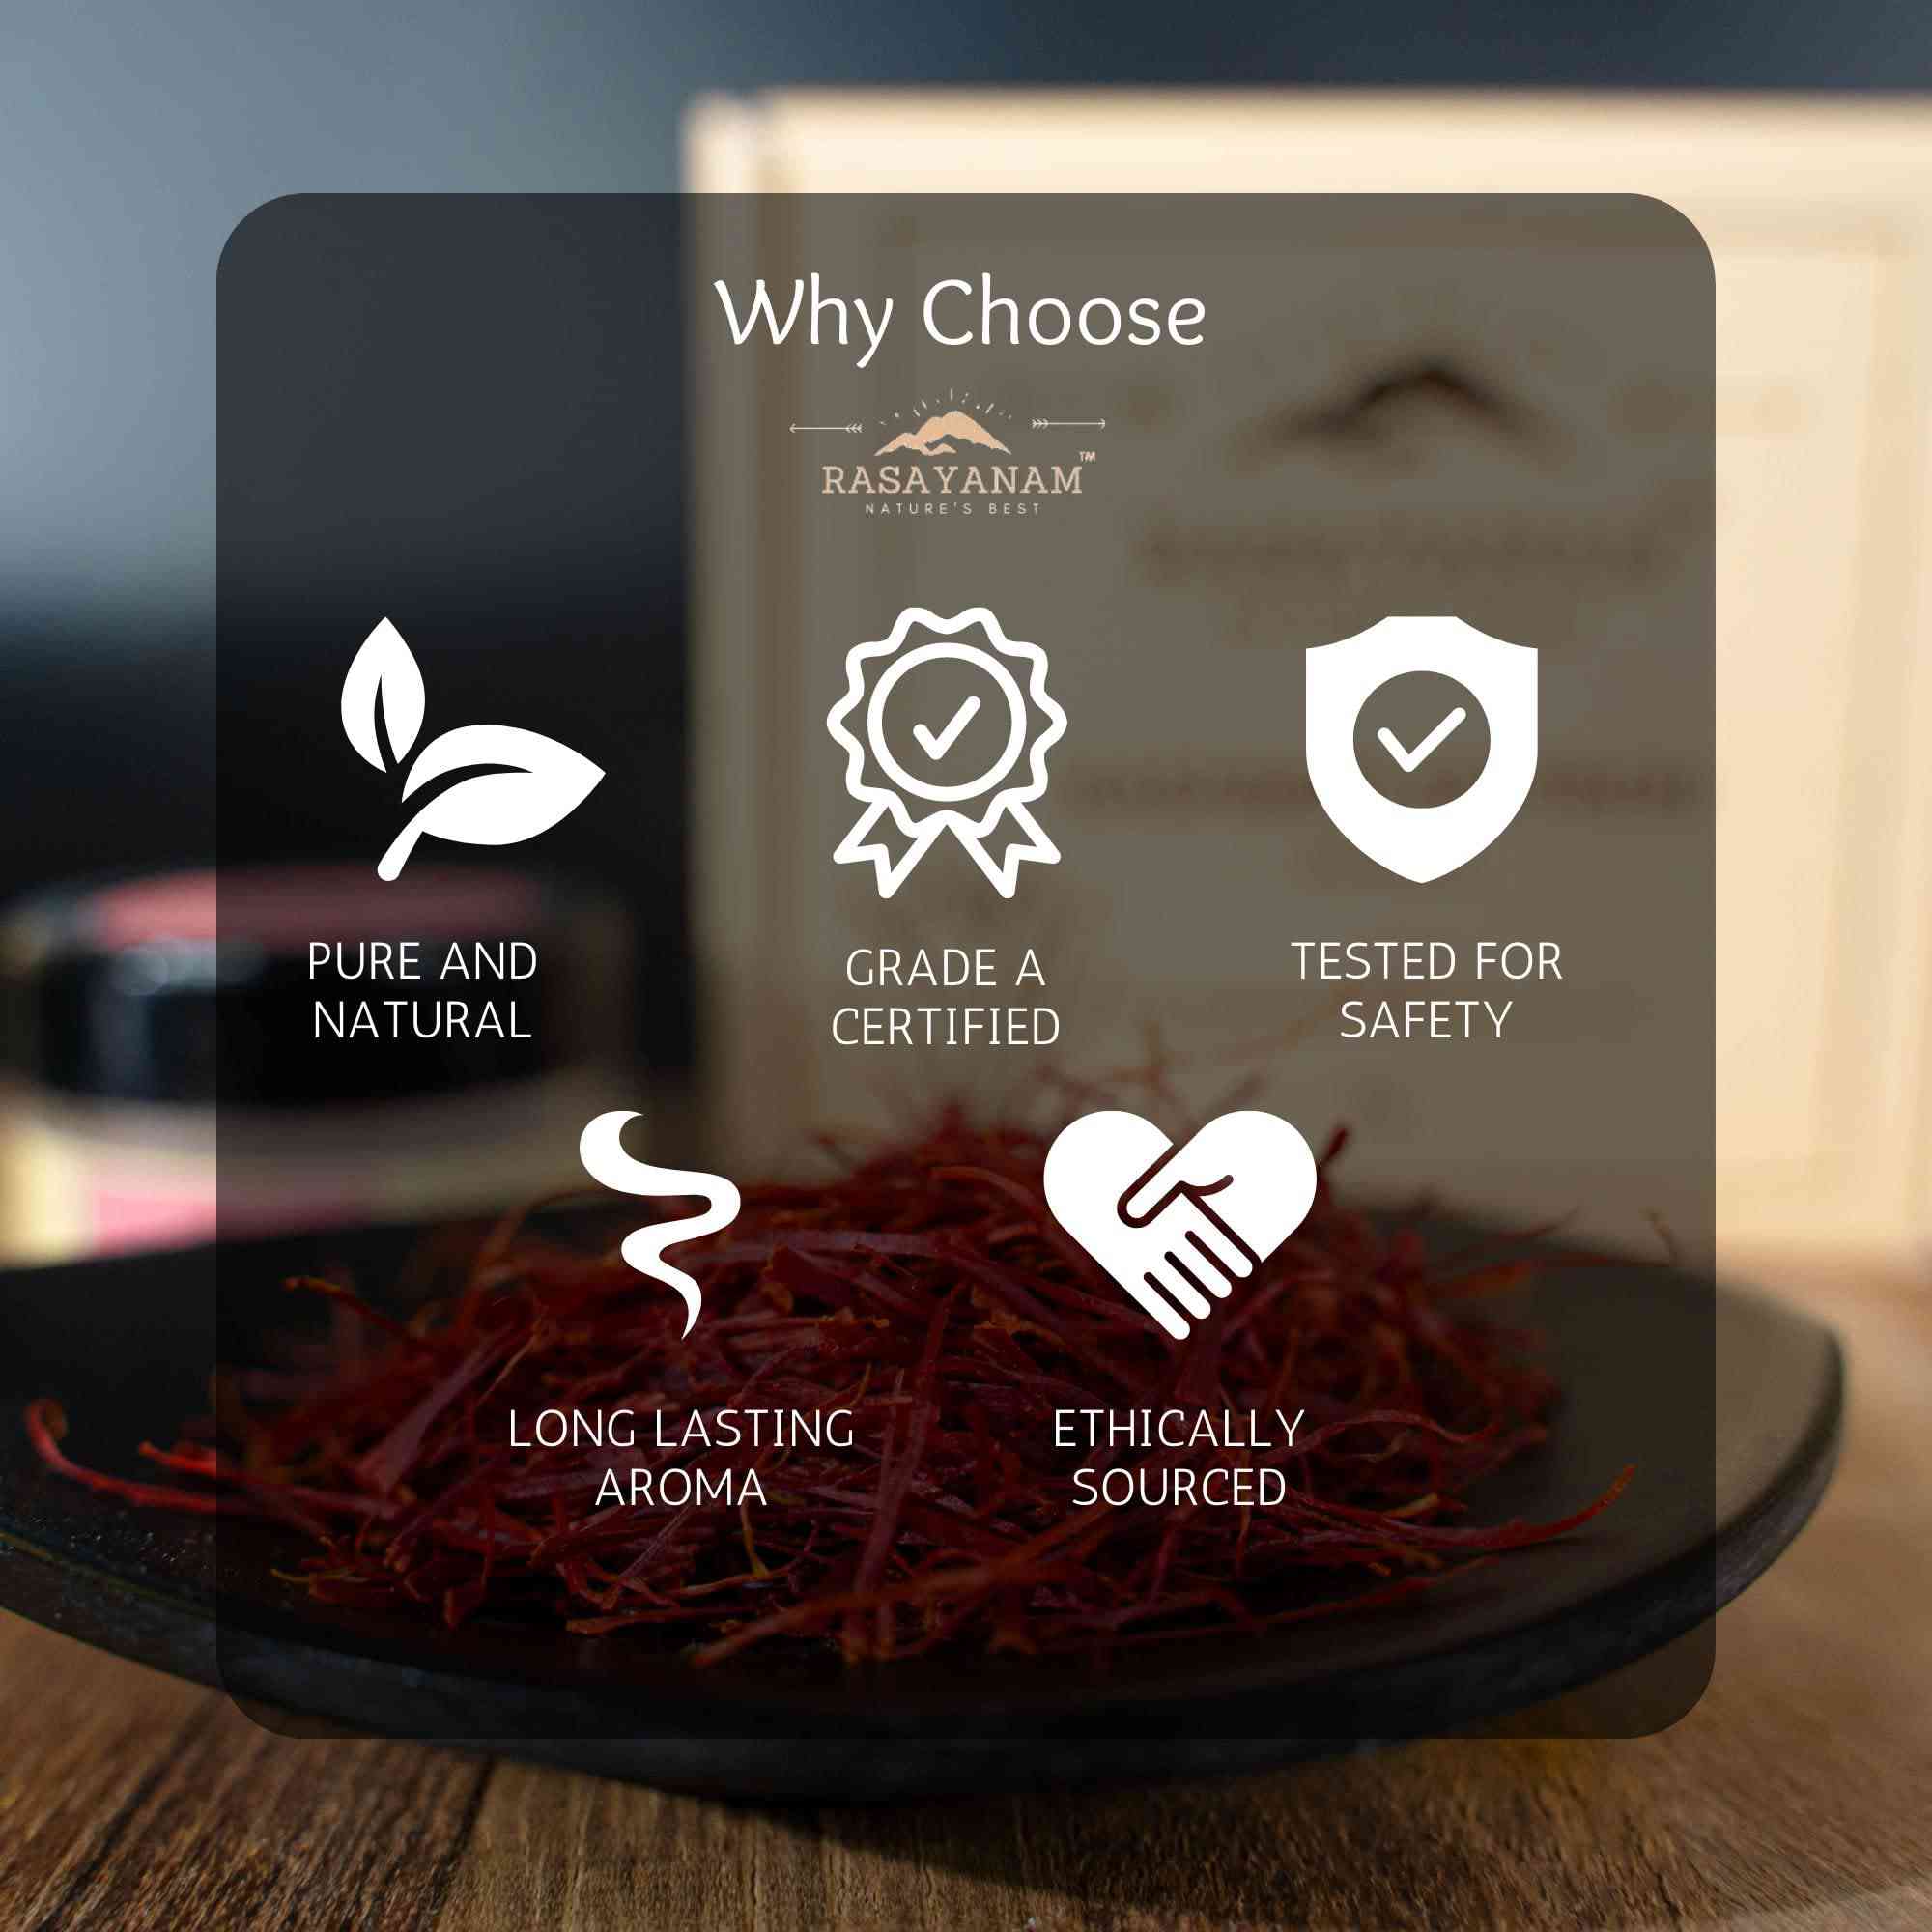 Why Choose
RASAYANAM™
NATURE'S BEST
PURE AND
NATURAL
GRADE A
CERTIFIED
TESTED FOR
SAFETY
LONG LASTING
AROMA
ETHICALLY
SOURCED